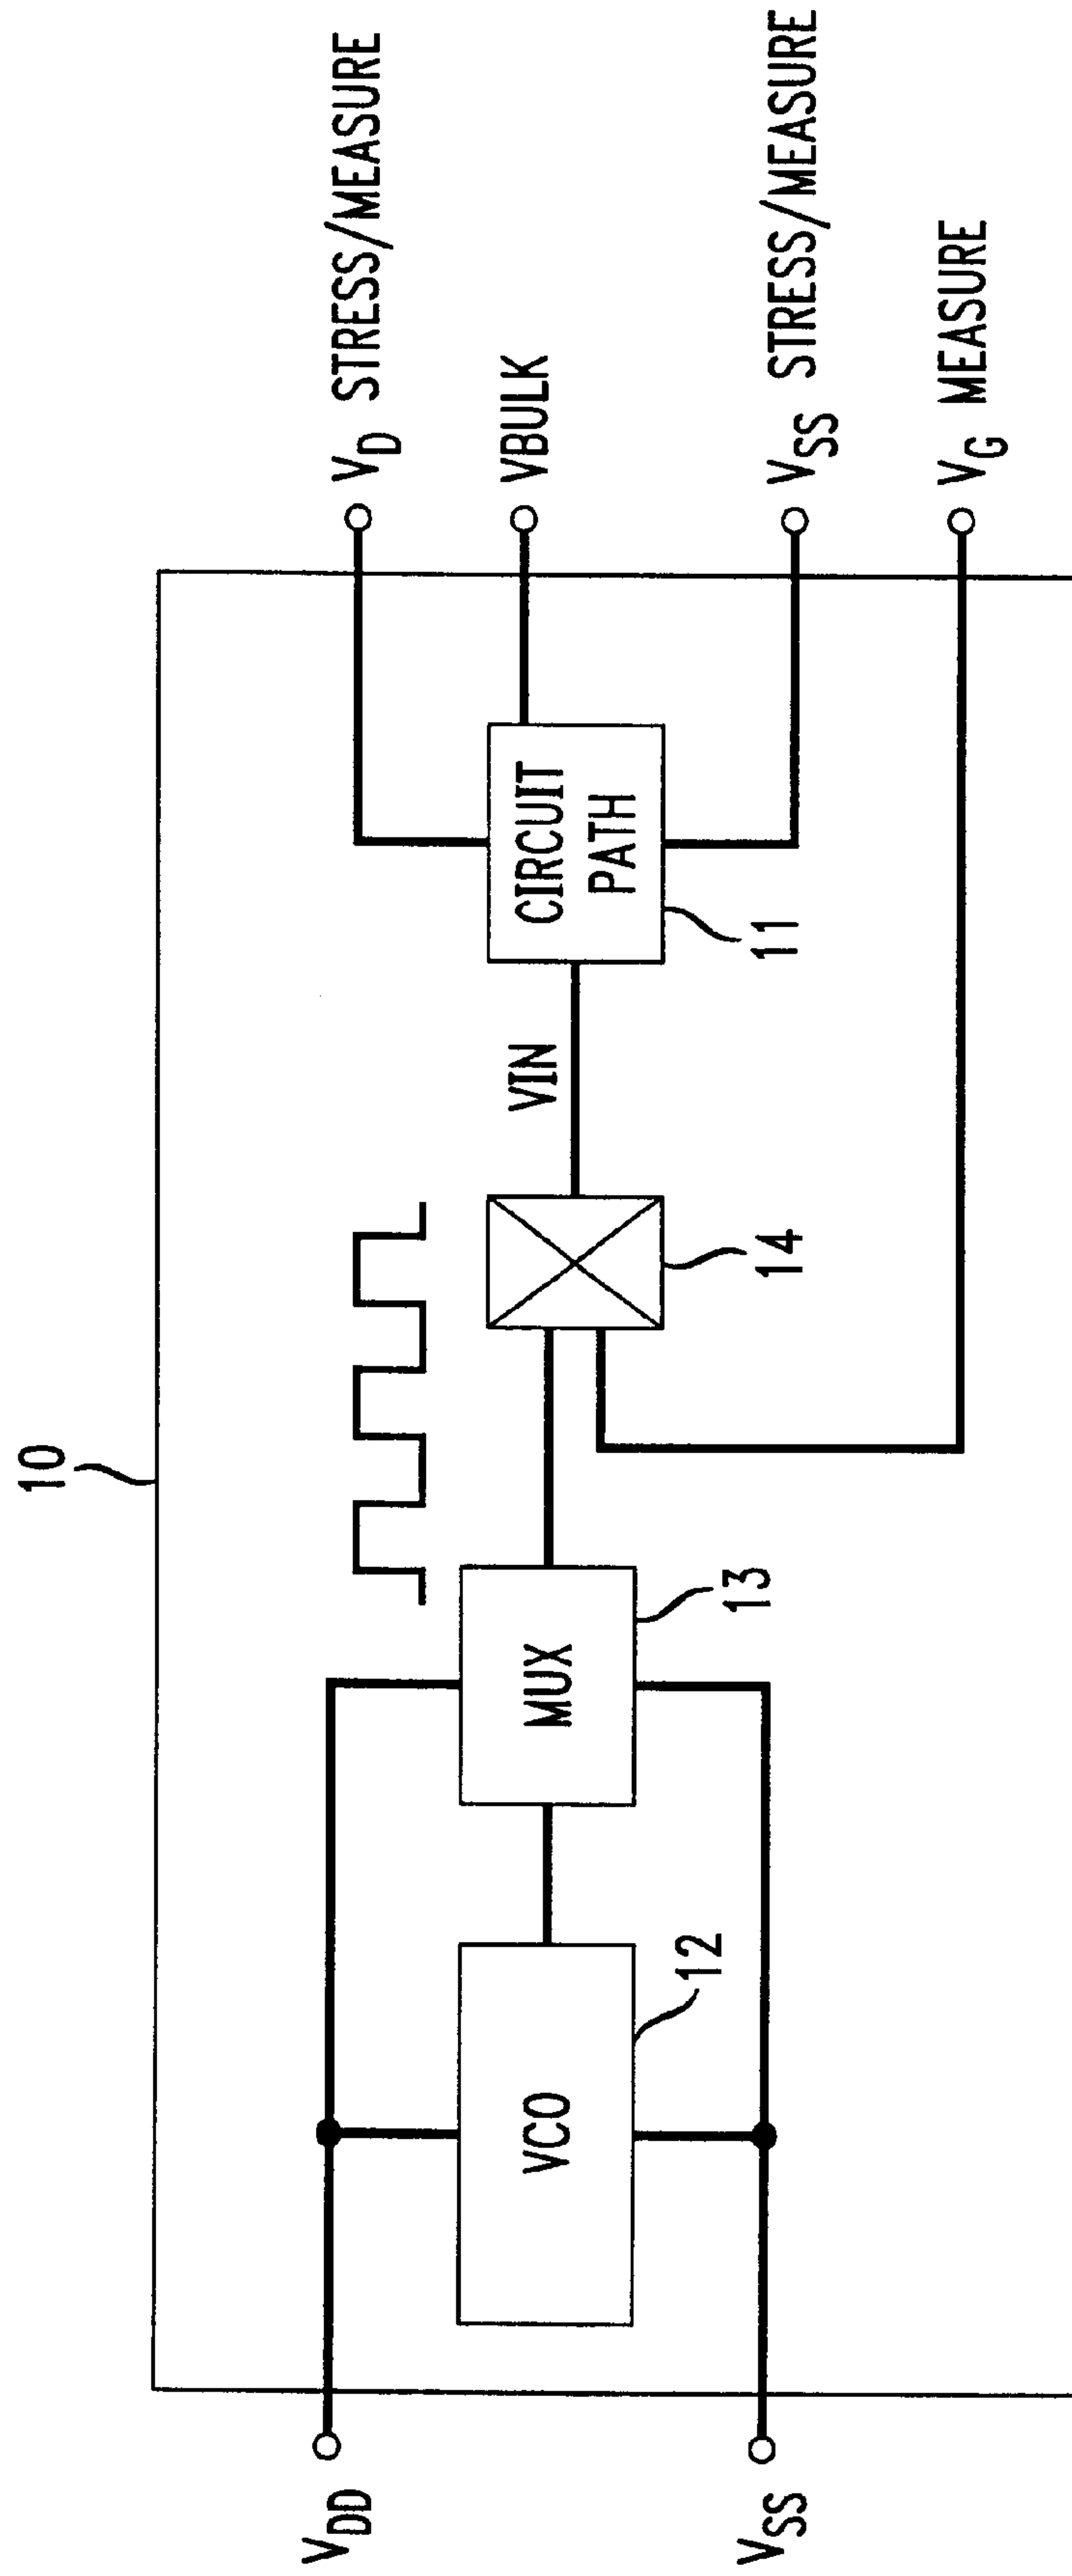 10
V_DD
V_SS
VCO
12
MUX
13
14
VIN
CIRCUIT
PATH
11
V_D STRESS/MEASURE
VBULK
V_SS STRESS/MEASURE
V_G MEASURE